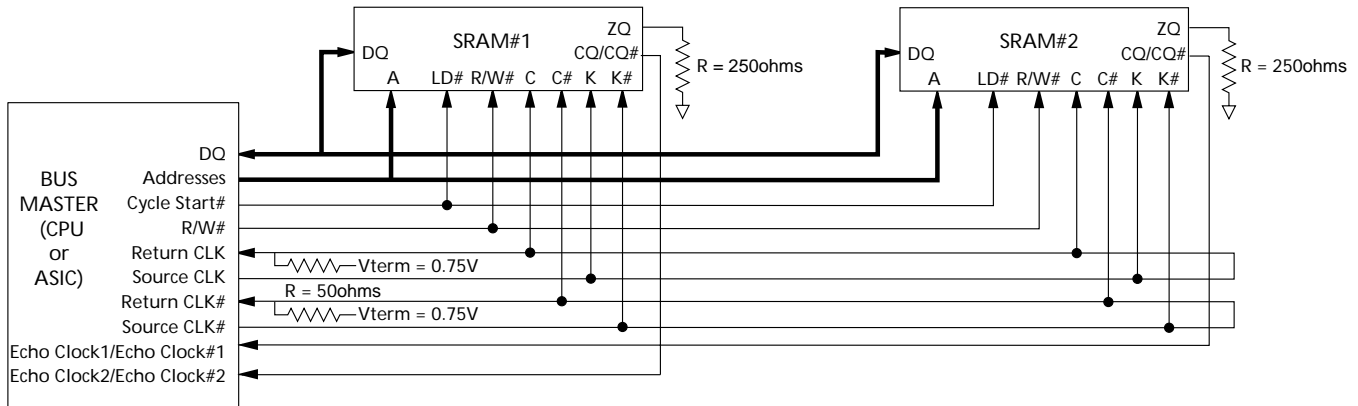 SRAM#1
ZQ
DQ
CQ/CQ#
A
LD#
R/W#
C
C#
K
K#
R = 250ohms
SRAM#2
ZQ
DQ
CQ/CQ#
A
LD#
R/W#
C
C#
K
K#
R = 250ohms
BUS
MASTER
(CPU
or
ASIC)
DQ
Addresses
Cycle Start#
R/W#
Return CLK
Source CLK
Return CLK#
Source CLK#
Echo Clock1/Echo Clock#1
Echo Clock2/Echo Clock#2
Vterm = 0.75V
R = 50ohms
Vterm = 0.75V